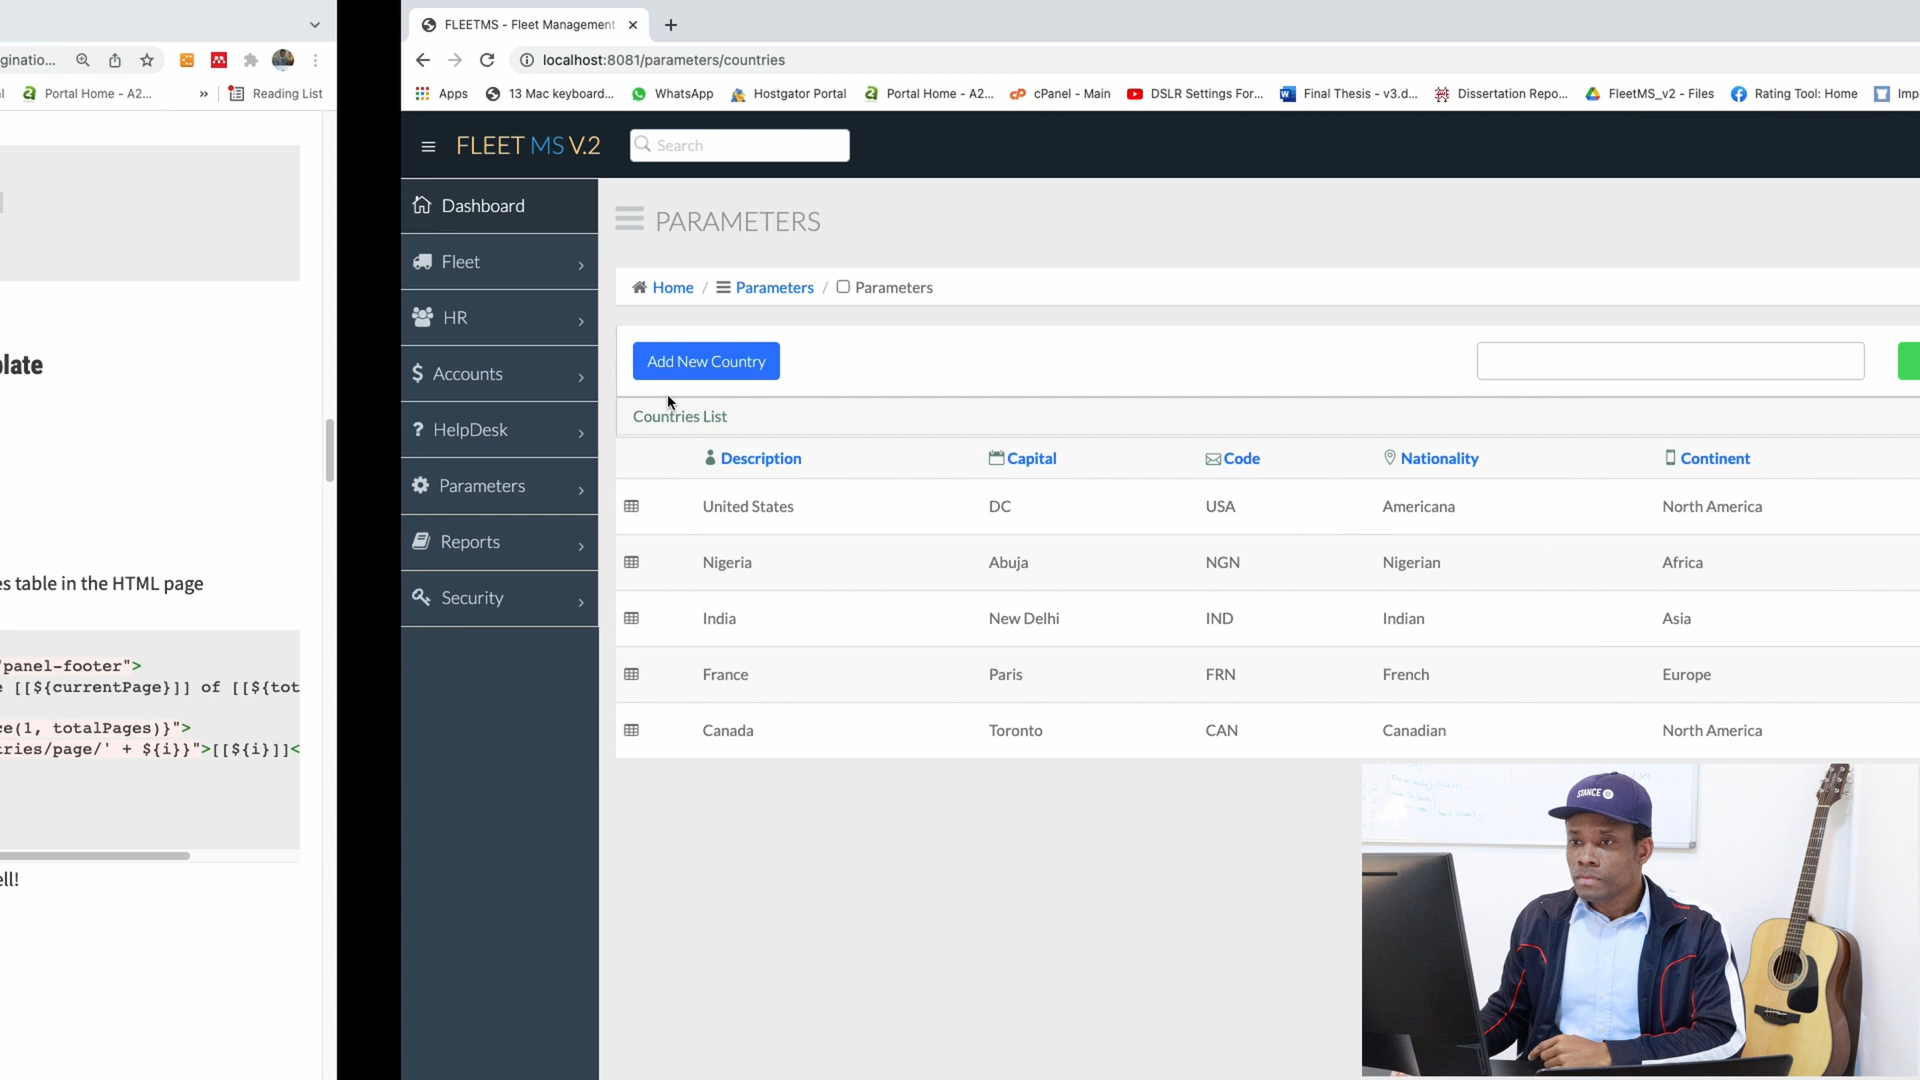 ginatio...
Portal Home - A2...
»
Reading List
late
es table in the HTML page
"panel-footer">
e [[${currentPage}]] of [[${tot
ce(1, totalPages)}">
tries/page/' + ${i}}">[[${i}]]<
ell!
FLEETMS - Fleet Management
localhost:8081/parameters/countries
Apps
13 Mac keyboard...
WhatsApp
Hostgator Portal
Portal Home - A2...
cPanel - Main
DSLR Settings For...
Final Thesis - v3.d...
Dissertation Repo...
FleetMS_v2 - Files
Rating Tool: Home
Imp
FLEET MS V.2
Search
Dashboard
Fleet
HR
Accounts
HelpDesk
Parameters
Reports
Security
PARAMETERS
Home / Parameters / Parameters
Add New Country
Countries List
Description Capital Code Nationality Continent
United States DC USA Americana North America
Nigeria Abuja NGN Nigerian Africa
India New Delhi IND Indian Asia
France Paris FRN French Europe
Canada Toronto CAN Canadian North America
STANCE